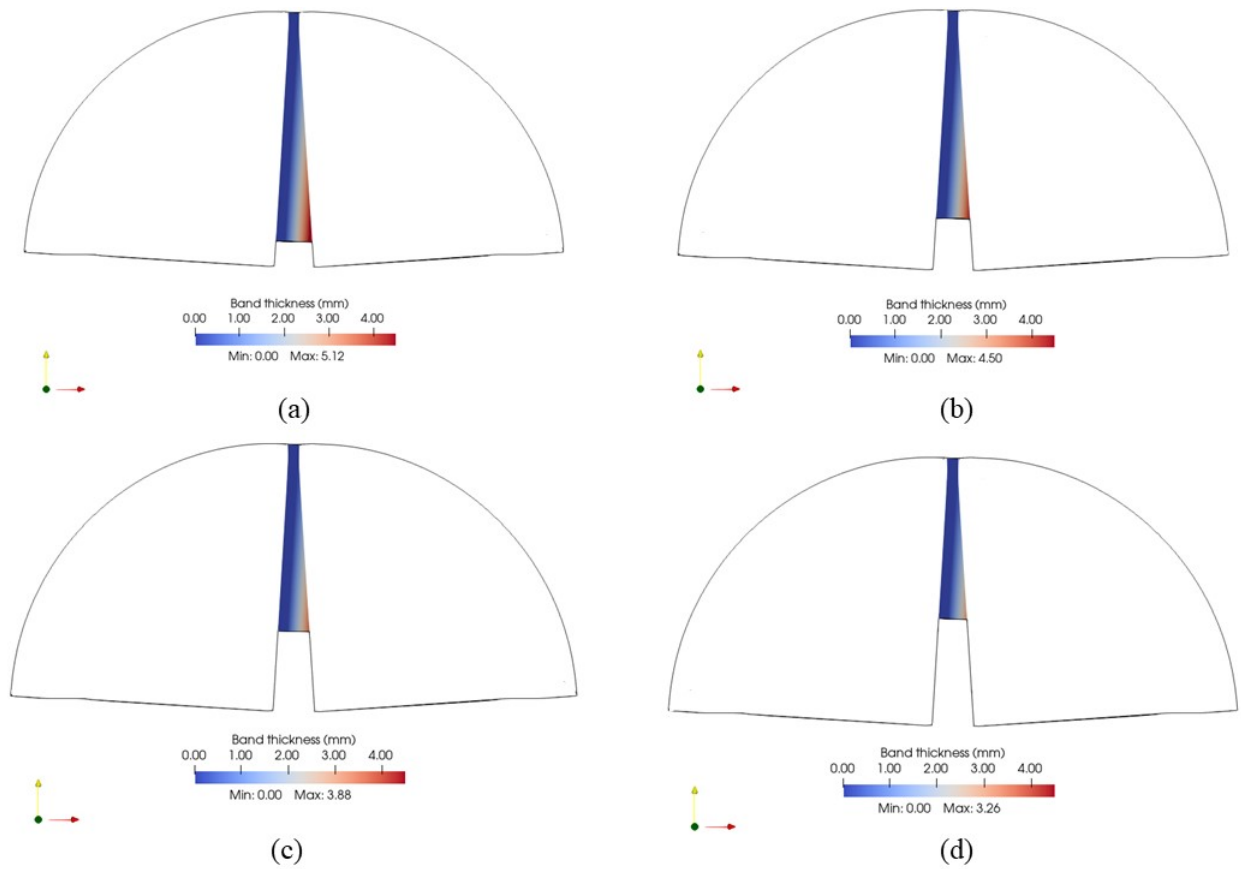 Band thickness (mm)
0.00 1.00 2.00 3.00 4.00
Min: 0.00 Max: 5.12
(a)
Band thickness (mm)
0.00 1.00 2.00 3.00 4.00
Min: 0.00 Max: 4.50
(b)
Band thickness (mm)
0.00 1.00 2.00 3.00 4.00
Min: 0.00 Max: 3.88
(c)
Band thickness (mm)
0.00 1.00 2.00 3.00 4.00
Min: 0.00 Max: 3.26
(d)